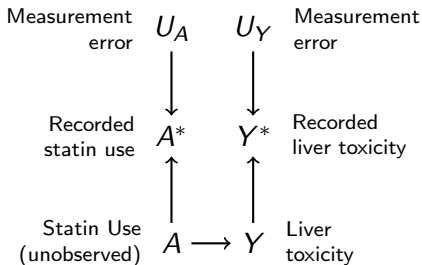 Measurement
error
U_A
U_Y
Measurement
error
Recorded
statin use
A*
Y*
Recorded
liver toxicity
Statin Use
(unobserved)
A
Y
Liver
toxicity